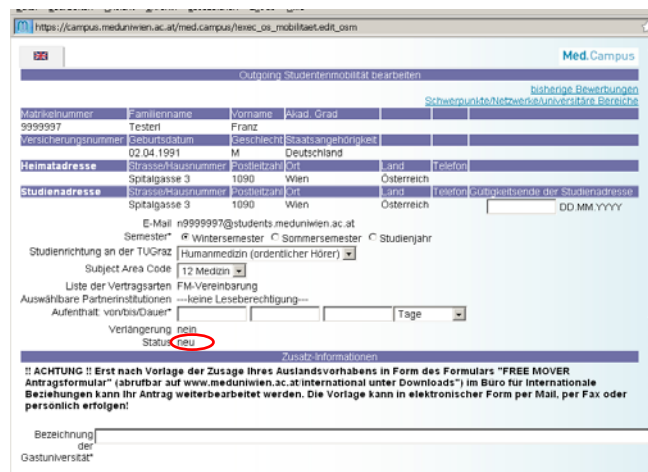 https://campus.meduniwien.ac.at/med.campus/!exec_os_mobilitaet.edit_osm
Med.Campus
Outgoing Studentenmobilität bearbeiten
bisherige Bewerbungen
Schwerpunkte/Netzwerke/universitäre Bereiche
Matrikelnummer Familienname Vorname Akad. Grad
9999997 Testerl Franz
Versicherungsnummer Geburtsdatum Geschlecht Staatsangehörigkeit
02.04.1991 M Deutschland
Heimatadresse Strasse/Hausnummer Postleitzahl Ort Land Telefon
Spitalgasse 3 1090 Wien Österreich
Studienadresse Strasse/Hausnummer Postleitzahl Ort Land Telefon Gültigkeitsende der Studienadresse
Spitalgasse 3 1090 Wien Österreich DD.MM.YYYY
E-Mail n9999997@students.meduniwien.ac.at
Semester* Wintersemester Sommersemester Studienjahr
Studienrichtung an der TUGraz Humanmedizin (ordentlicher Hörer)
Subject Area Code 12 Medizin
Liste der Vertragsarten FM-Vereinbarung
Auswählbare Partnerinstitutionen ---keine Leseberechtigung---
Aufenthalt: von/bis/Dauer* Tage
Verlängerung nein
Status neu
Zusatz-Informationen
!! ACHTUNG !! Erst nach Vorlage der Zusage Ihres Auslandsvorhabens in Form des Formulars "FREE MOVER
Antragsformular" (abrufbar auf www.meduniwien.ac.at/international unter Downloads") im Büro für Internationale
Beziehungen kann Ihr Antrag weiterbearbeitet werden. Die Vorlage kann in elektronischer Form per Mail, per Fax oder
persönlich erfolgen!
Bezeichnung
der
Gastuniversität*